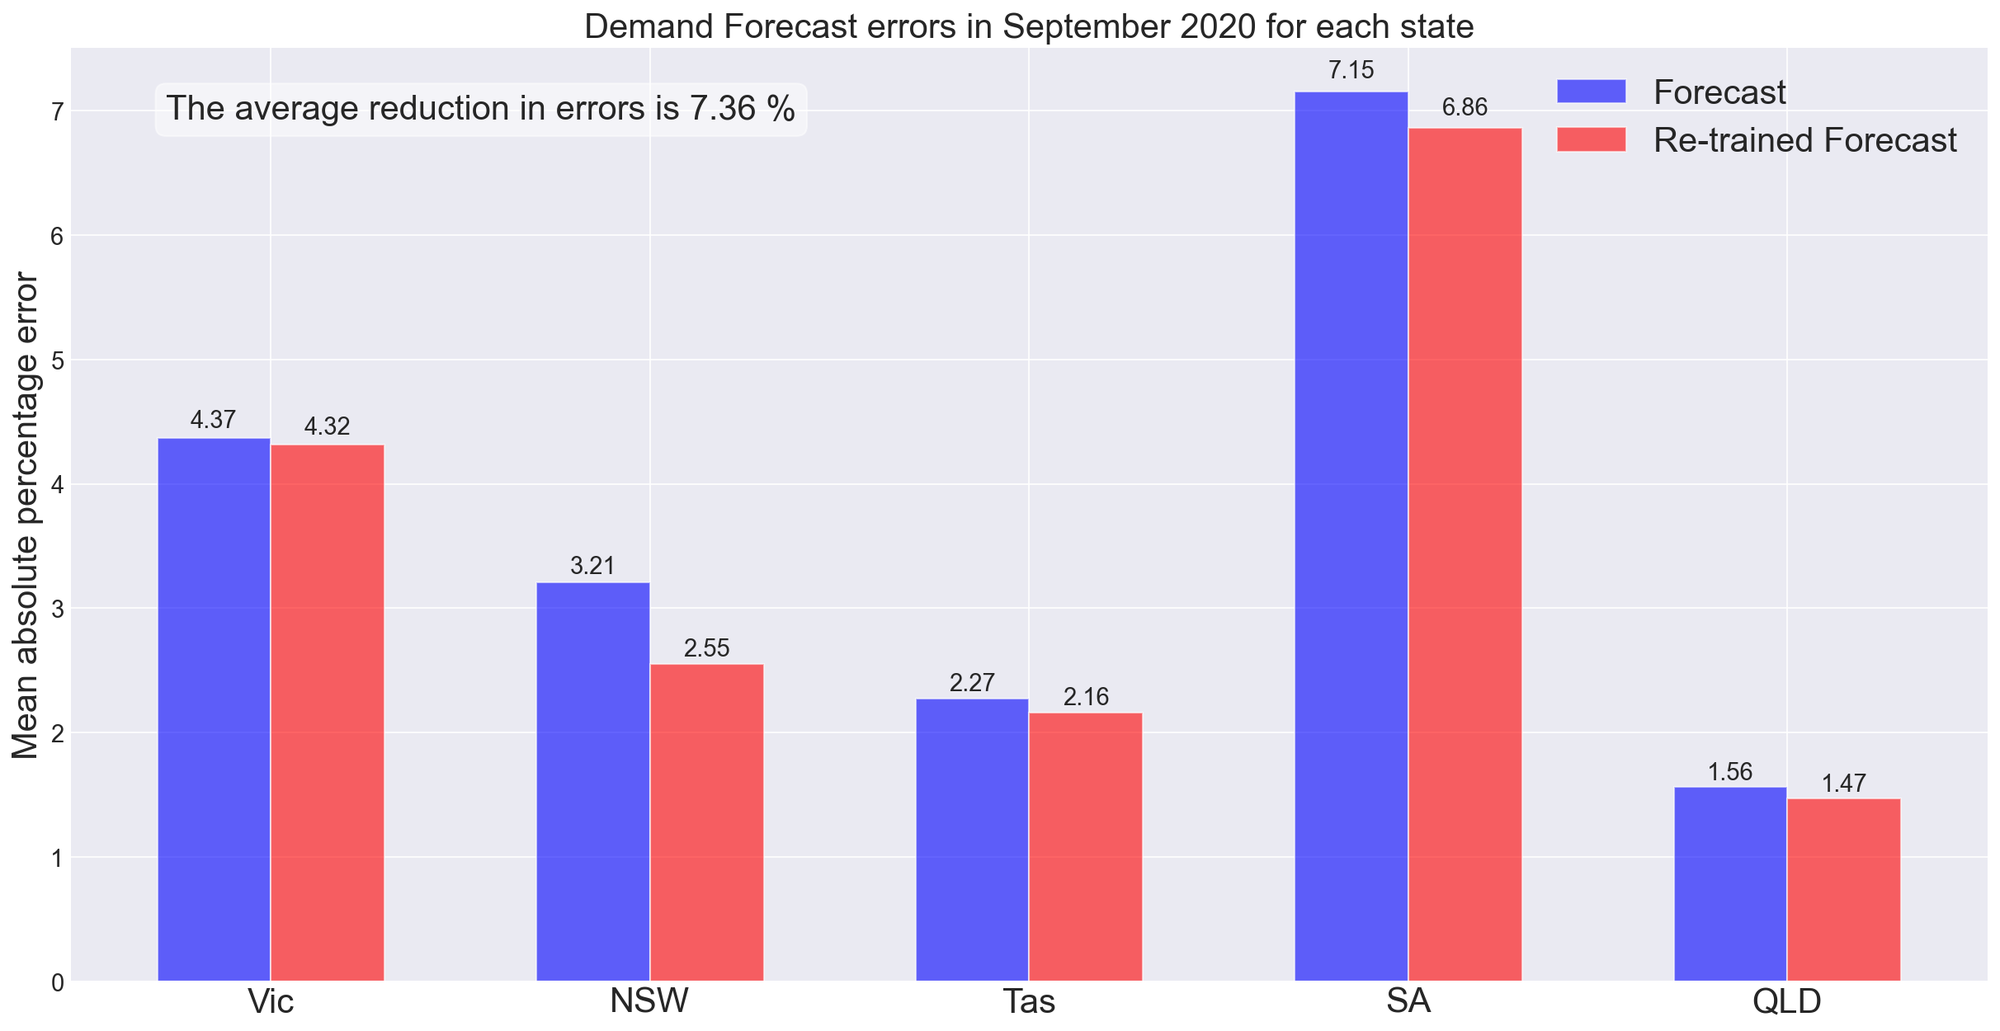 Demand Forecast errors in September 2020 for each state
The average reduction in errors is 7.36 %
Forecast
Re-trained Forecast
Mean absolute percentage error
7
6
5
4
3
2
1
0
4.37
4.32
3.21
2.55
2.27
2.16
7.15
6.86
1.56
1.47
Vic
NSW
Tas
SA
QLD